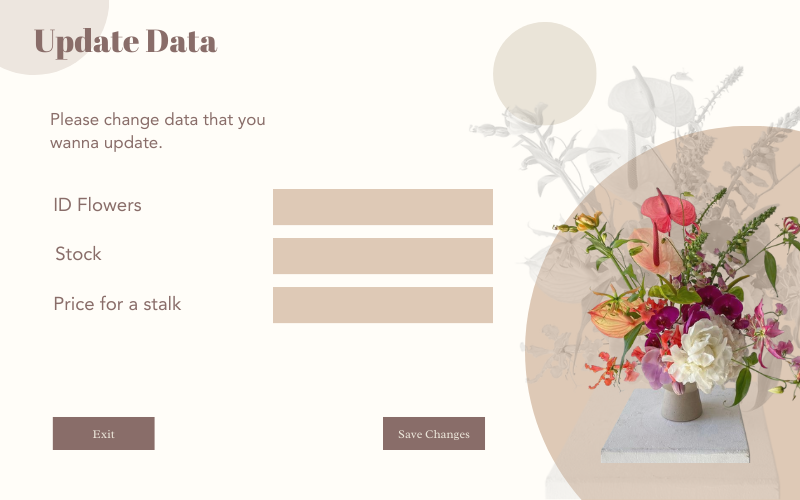 Update Data
Please change data that you
wanna update.
ID Flowers
Stock
Price for a stalk
Exit
Save Changes